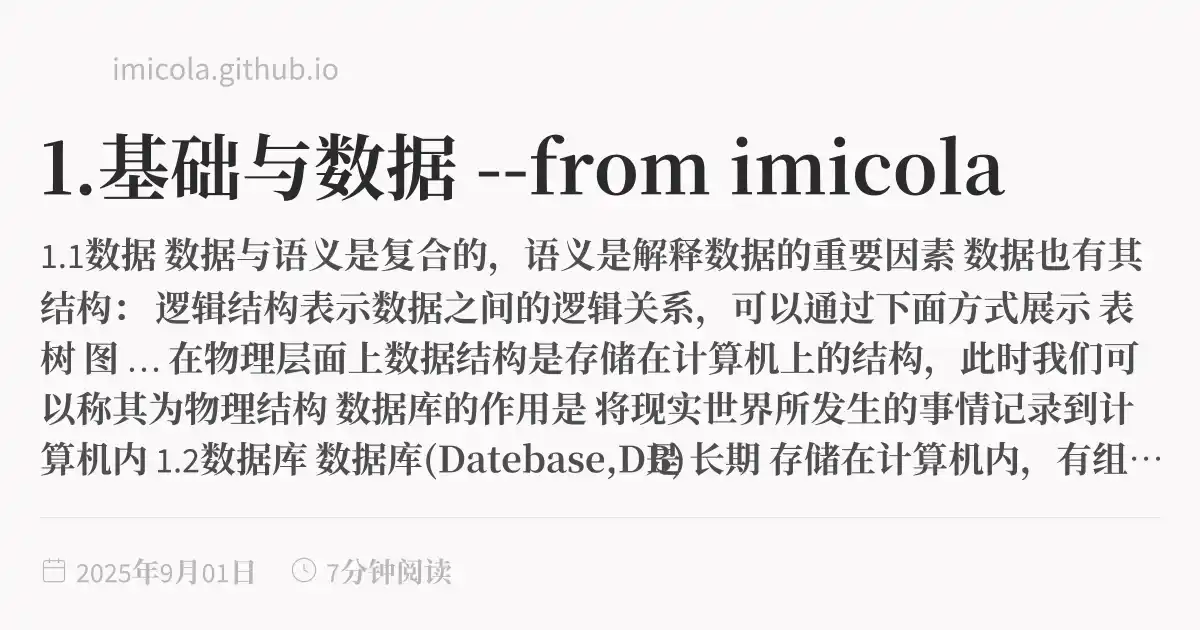 imicola.github.io
1.基础与数据 --from imicola
1.1数据 数据与语义是复合的，语义是解释数据的重要因素 数据也有其
结构： 逻辑结构表示数据之间的逻辑关系，可以通过下面方式展示 表
树 图 … 在物理层面上数据结构是存储在计算机上的结构，此时我们可
以称其为物理结构 数据库的作用是 将现实世界所发生的事情记录到计
算机内 1.2数据库 数据库(Datebase,DB)是 长期 存储在计算机内，有组…
2025年9月01日 7分钟阅读